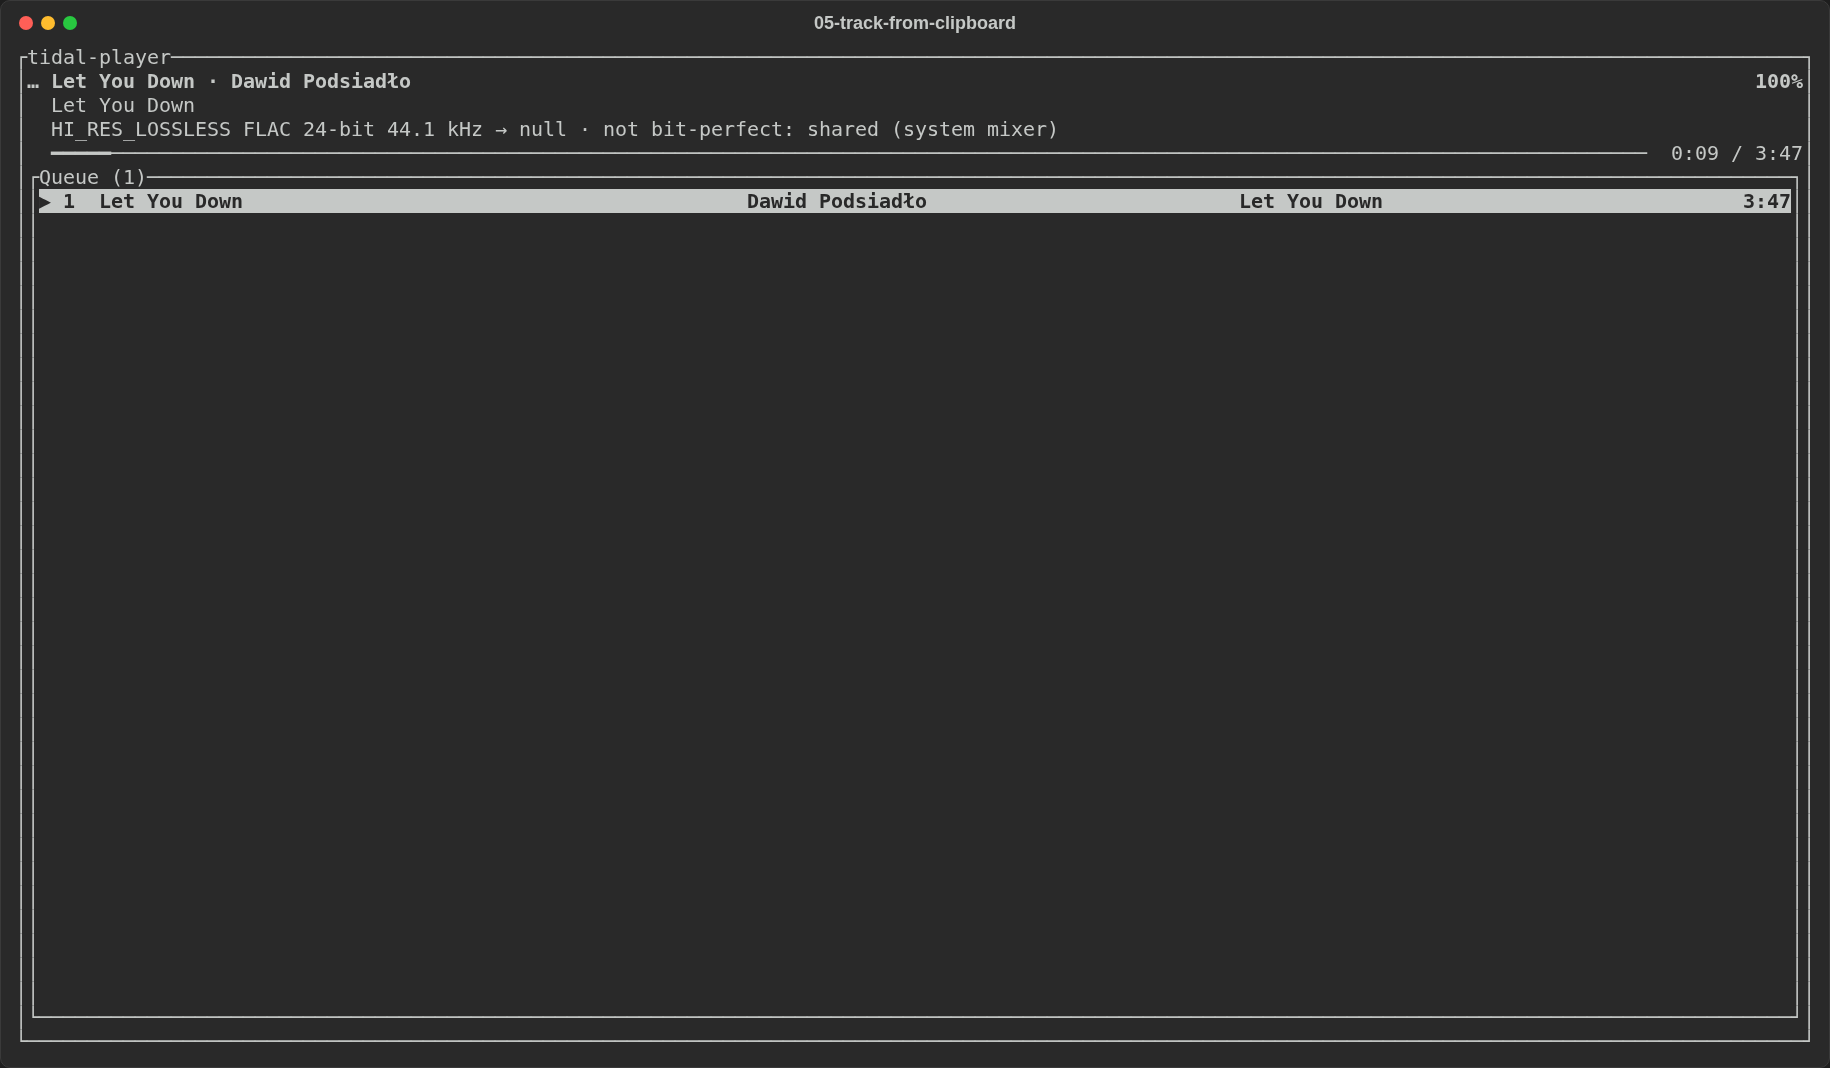 05-track-from-clipboard
tidal-player
… Let You Down · Dawid Podsiadło 100%
Let You Down
HI_RES_LOSSLESS FLAC 24-bit 44.1 kHz → null · not bit-perfect: shared (system mixer)
0:09 / 3:47
Queue (1)
▶ 1 Let You Down Dawid Podsiadło Let You Down 3:47